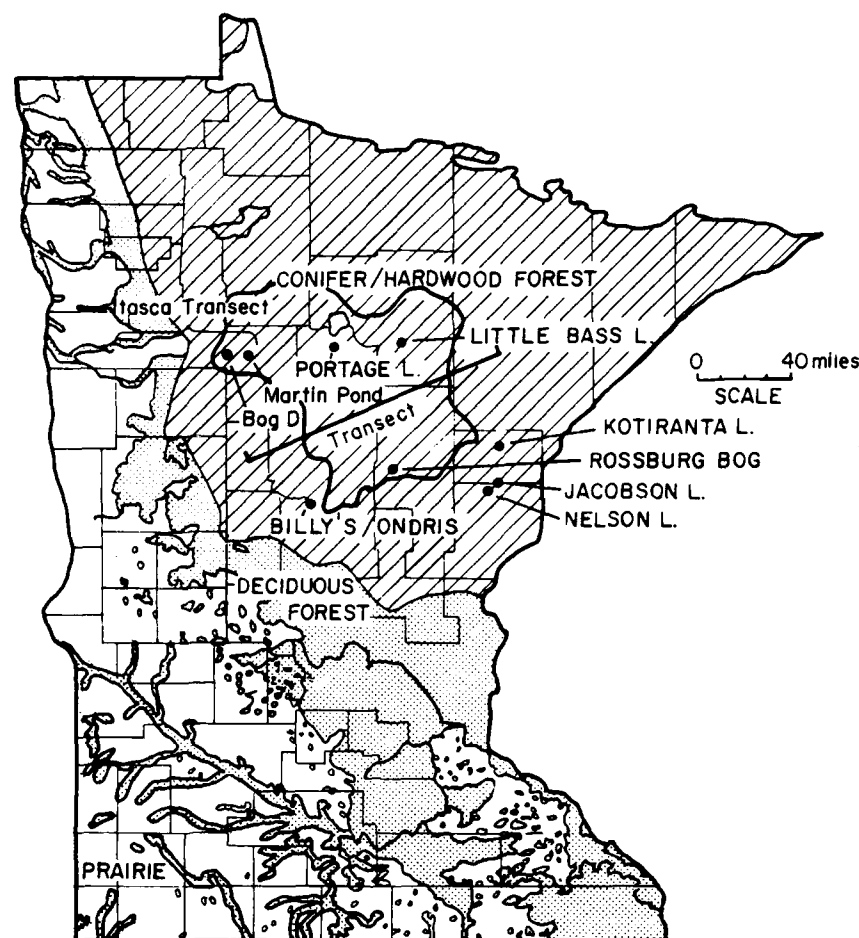 CONIFER/HARDWOOD FOREST
Itasca Transect
LITTLE BASS L.
PORTAGE L.
0 40 miles
SCALE
Martin Pond
Bog D
Transect
KOTIRANTA L.
ROSSBURG BOG
JACOBSON L.
NELSON L.
BILLY'S/ONDRIS
DECIDUOUS
FOREST
PRAIRIE